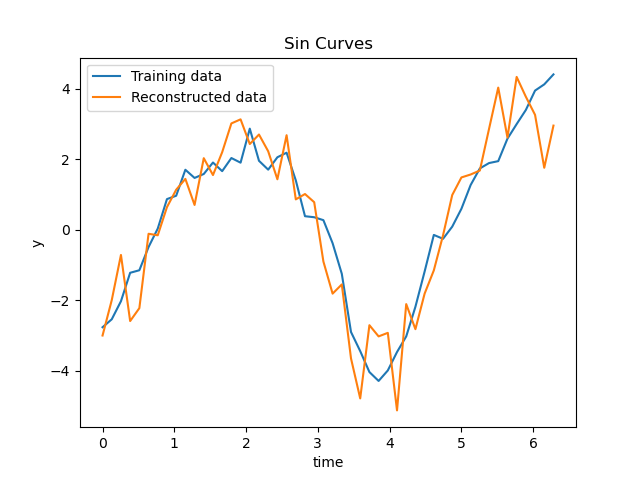 Sin Curves
Training data
Reconstructed data
y
4
2
0
−2
−4
0 1 2 3 4 5 6
time